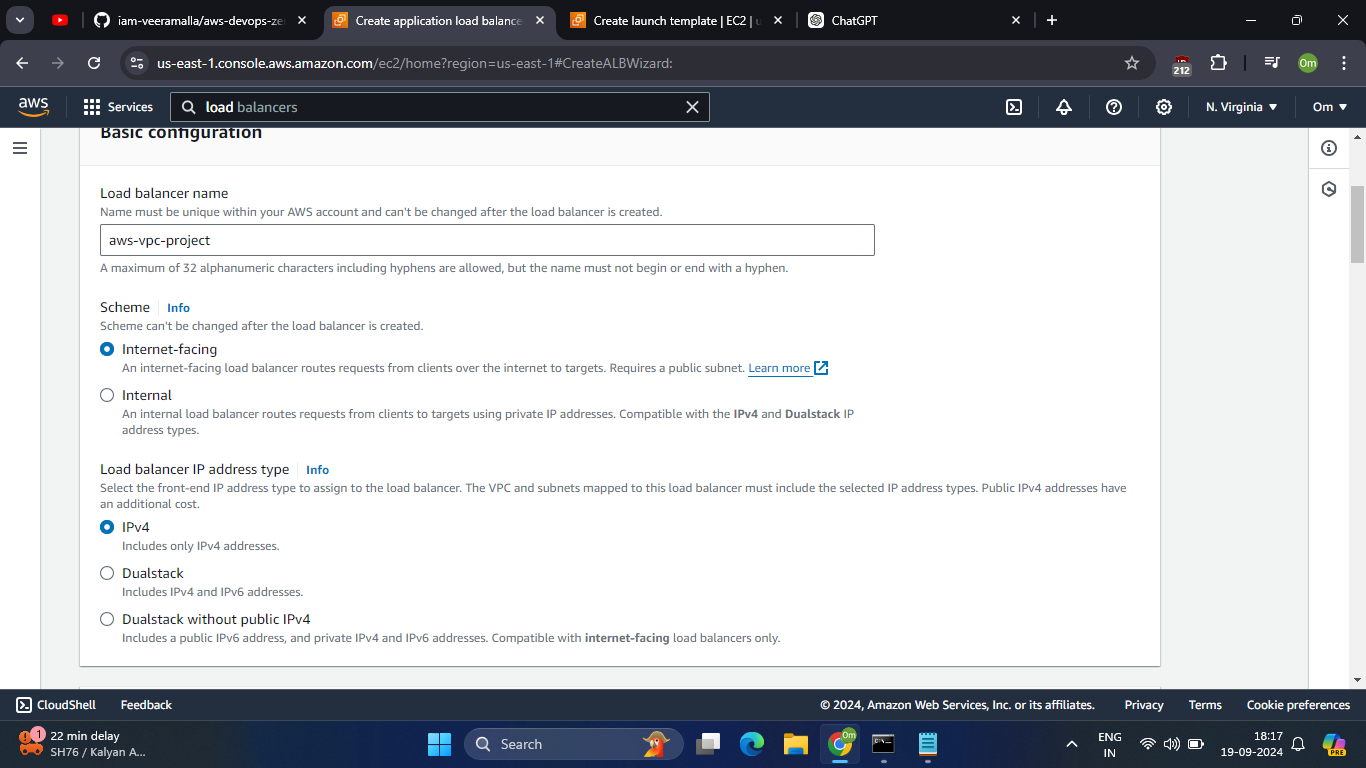 iam-veeramalla/aws-devops-ze
Create application load balance
Create launch template | EC2 | u
ChatGPT
us-east-1.console.aws.amazon.com/ec2/home?region=us-east-1#CreateALBWizard:
212
Om
aws
Services
load balancers
N. Virginia
Om
Basic configuration
Load balancer name
Name must be unique within your AWS account and can't be changed after the load balancer is created.
aws-vpc-project
A maximum of 32 alphanumeric characters including hyphens are allowed, but the name must not begin or end with a hyphen.
Scheme
Info
Scheme can't be changed after the load balancer is created.
Internet-facing
An internet-facing load balancer routes requests from clients over the internet to targets. Requires a public subnet. Learn more
Internal
An internal load balancer routes requests from clients to targets using private IP addresses. Compatible with the IPv4 and Dualstack IP
address types.
Load balancer IP address type
Info
Select the front-end IP address type to assign to the load balancer. The VPC and subnets mapped to this load balancer must include the selected IP address types. Public IPv4 addresses have
an additional cost.
IPv4
Includes only IPv4 addresses.
Dualstack
Includes IPv4 and IPv6 addresses.
Dualstack without public IPv4
Includes a public IPv6 address, and private IPv4 and IPv6 addresses. Compatible with internet-facing load balancers only.
CloudShell
Feedback
© 2024, Amazon Web Services, Inc. or its affiliates.
Privacy
Terms
Cookie preferences
1
22 min delay
SH76 / Kalyan A...
Search
Om
ENG
IN
18:17
19-09-2024
PRE